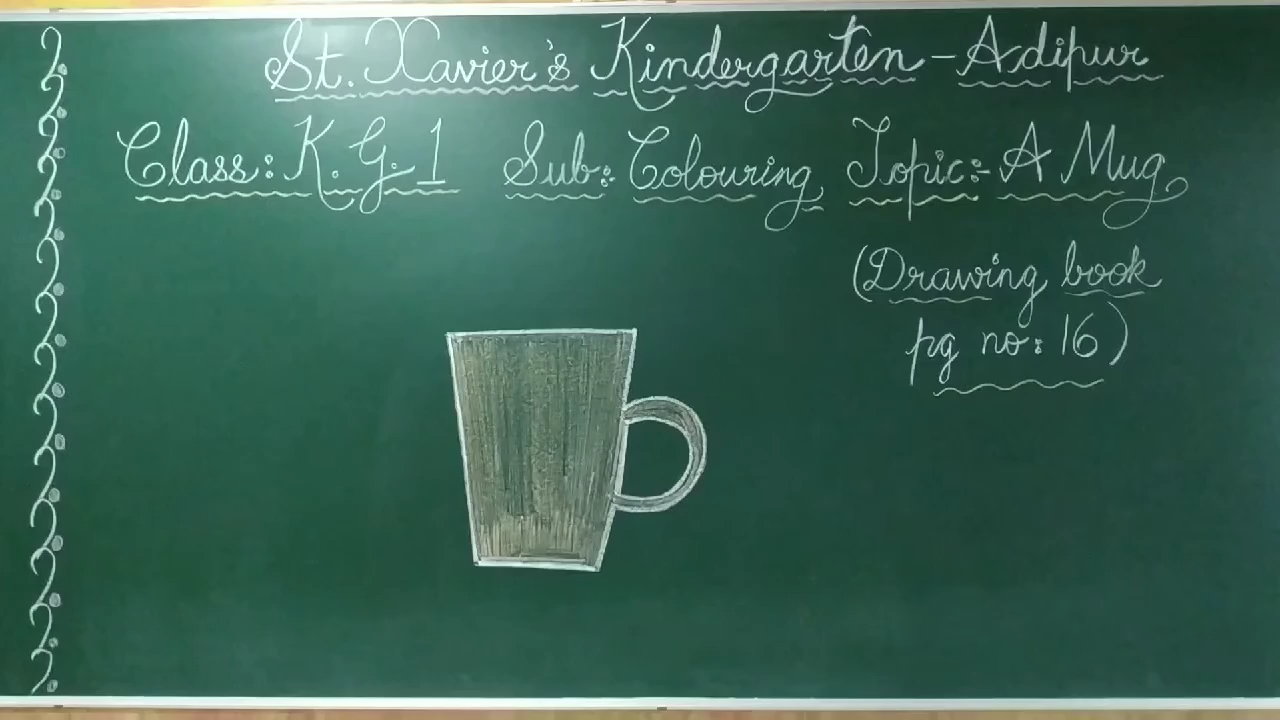 St. Xavier's Kindergarten - Adipur
Class: K.G.1 Sub: Colouring Topic:- A Mug
(Drawing book
pg no: 16)